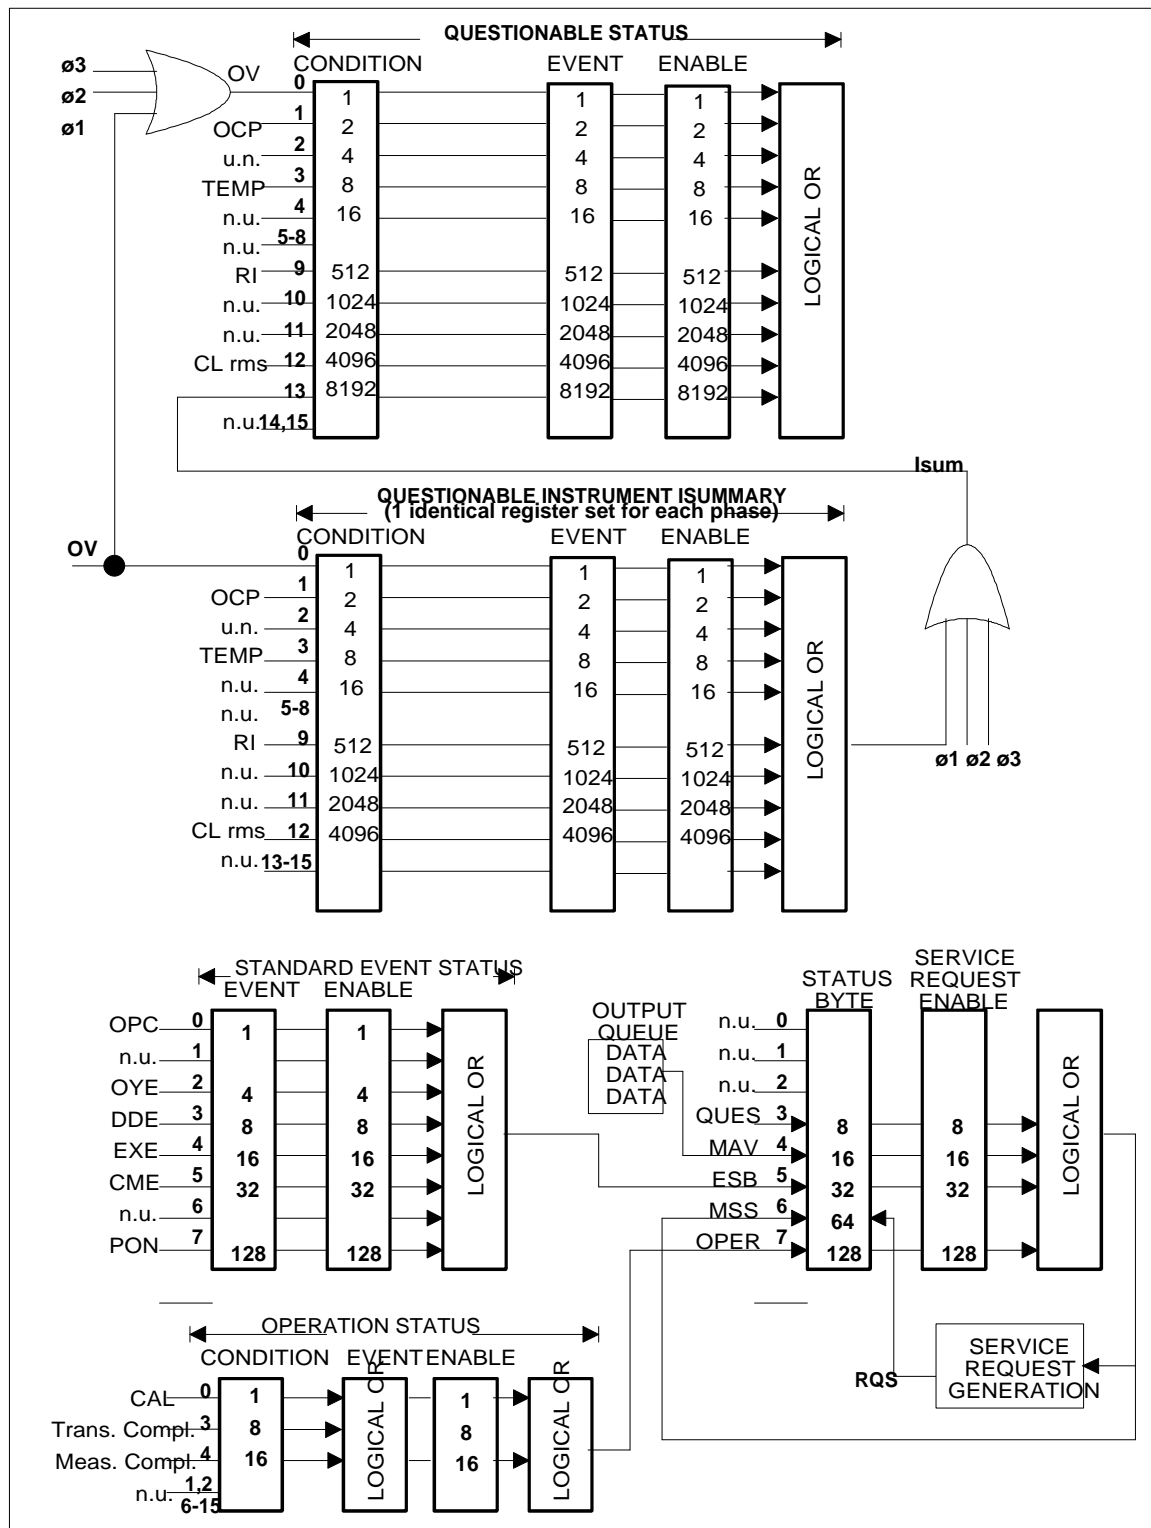 QUESTIONABLE STATUS
CONDITION EVENT ENABLE
ø3
ø2
ø1
OV 0 1 1 1
OCP 1 2 2 2
u.n. 2 4 4 4
TEMP 3 8 8 8
n.u. 4 16 16 16
n.u. 5-8
RI 9 512 512 512
n.u. 10 1024 1024 1024
n.u. 11 2048 2048 2048
CL rms 12 4096 4096 4096
13 8192 8192 8192
n.u. 14,15
LOGICAL OR
Isum
QUESTIONABLE INSTRUMENT ISUMMARY
(1 identical register set for each phase)
CONDITION EVENT ENABLE
OV 0 1 1 1
OCP 1 2 2 2
u.n. 2 4 4 4
TEMP 3 8 8 8
n.u. 4 16 16 16
n.u. 5-8
RI 9 512 512 512
n.u. 10 1024 1024 1024
n.u. 11 2048 2048 2048
CL rms 12 4096 4096 4096
n.u. 13-15
LOGICAL OR
ø1 ø2 ø3
STANDARD EVENT STATUS
EVENT ENABLE
OPC 0 1 1
n.u. 1
OYE 2 4 4
DDE 3 8 8
EXE 4 16 16
CME 5 32 32
n.u. 6
PON 7 128 128
LOGICAL OR
OUTPUT
QUEUE
DATA
DATA
DATA
STATUS
BYTE
SERVICE
REQUEST
ENABLE
n.u. 0
n.u. 1
n.u. 2
QUES 3 8 8
MAV 4 16 16
ESB 5 32 32
MSS 6 64
OPER 7 128 128
LOGICAL OR
OPERATION STATUS
CONDITION EVENT ENABLE
CAL 0 1 1
Trans. Compl. 3 8 8
Meas. Compl. 4 16 16
n.u. 1,2
6-15
LOGICAL OR
LOGICAL OR
RQS
SERVICE
REQUEST
GENERATION